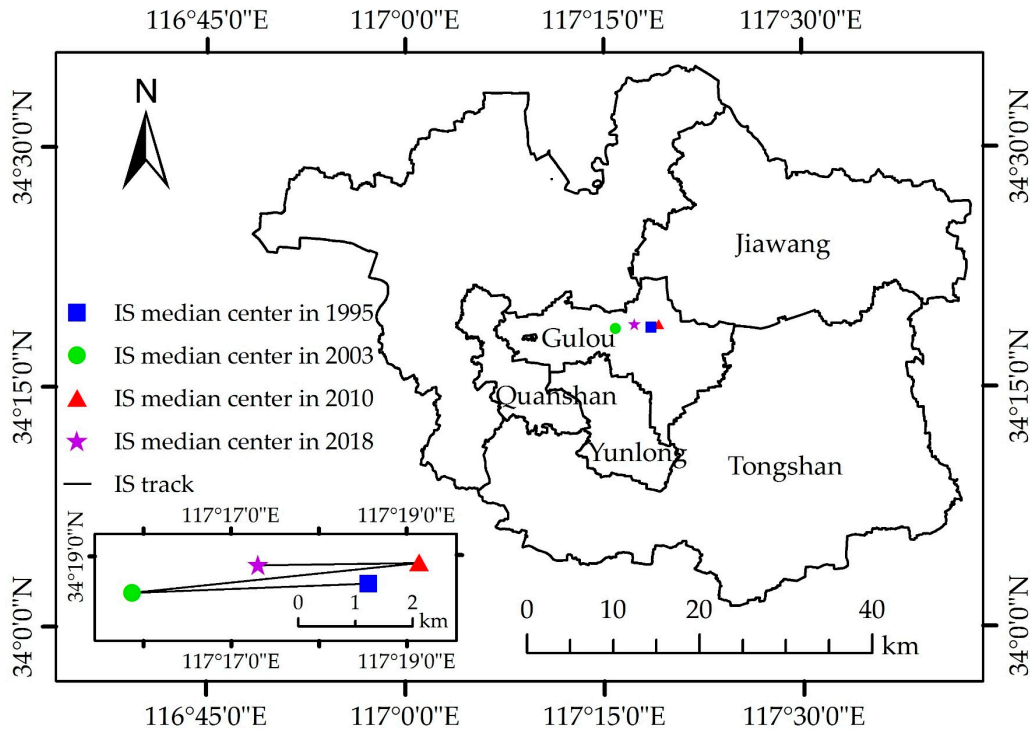 116°45'0"E 117°0'0"E 117°15'0"E 117°30'0"E
34°30'0"N
34°15'0"N
34°0'0"N
N
34°30'0"N
34°15'0"N
34°0'0"N
Jiawang
Gulou
Quanshan
Yunlong
Tongshan
IS median center in 1995
IS median center in 2003
IS median center in 2010
IS median center in 2018
IS track
117°17'0"E 117°19'0"E
34°19'0"N
0 1 2
km
117°17'0"E 117°19'0"E
0 10 20 40
km
116°45'0"E 117°0'0"E 117°15'0"E 117°30'0"E